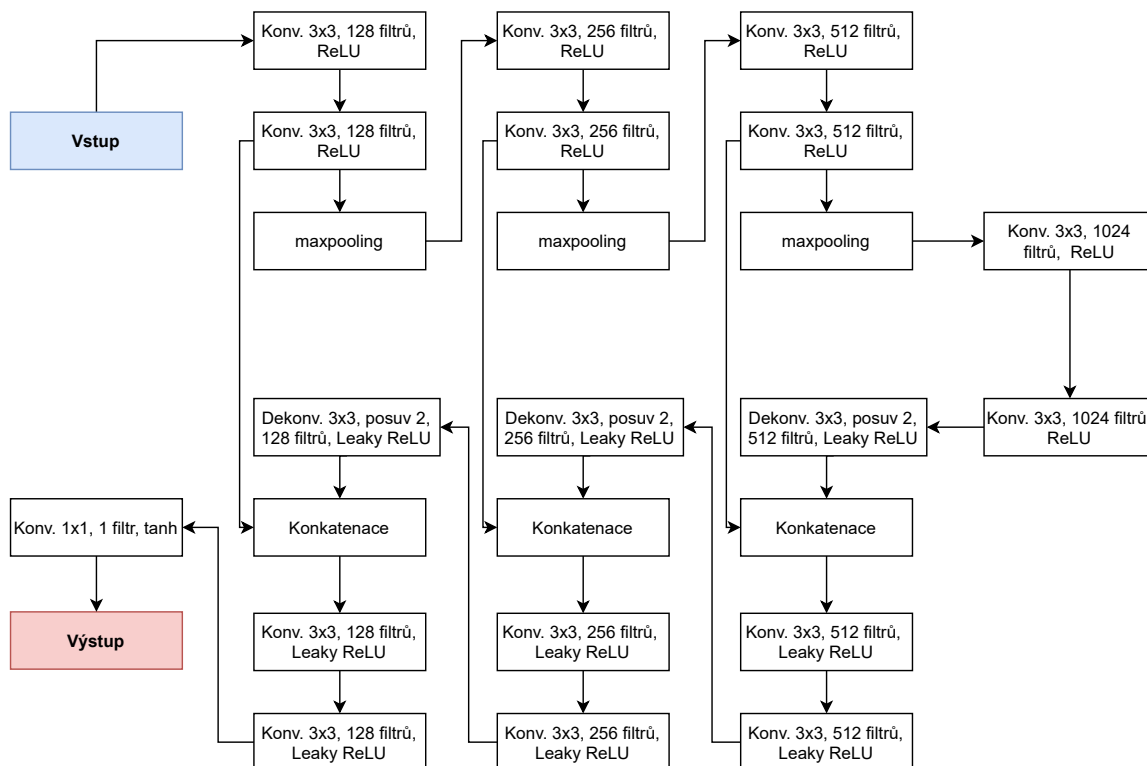 Konv. 3x3, 128 filtrů,
ReLU
Konv. 3x3, 256 filtrů,
ReLU
Konv. 3x3, 512 filtrů,
ReLU
Vstup
Konv. 3x3, 128 filtrů,
ReLU
Konv. 3x3, 256 filtrů,
ReLU
Konv. 3x3, 512 filtrů,
ReLU
maxpooling
maxpooling
maxpooling
Konv. 3x3, 1024
filtrů, ReLU
Dekonv. 3x3, posuv 2,
128 filtrů, Leaky ReLU
Dekonv. 3x3, posuv 2,
256 filtrů, Leaky ReLU
Dekonv. 3x3, posuv 2,
512 filtrů, Leaky ReLU
Konv. 3x3, 1024 filtrů,
ReLU
Konv. 1x1, 1 filtr, tanh
Konkatenace
Konkatenace
Konkatenace
Výstup
Konv. 3x3, 128 filtrů,
Leaky ReLU
Konv. 3x3, 256 filtrů,
Leaky ReLU
Konv. 3x3, 512 filtrů,
Leaky ReLU
Konv. 3x3, 128 filtrů,
Leaky ReLU
Konv. 3x3, 256 filtrů,
Leaky ReLU
Konv. 3x3, 512 filtrů,
Leaky ReLU